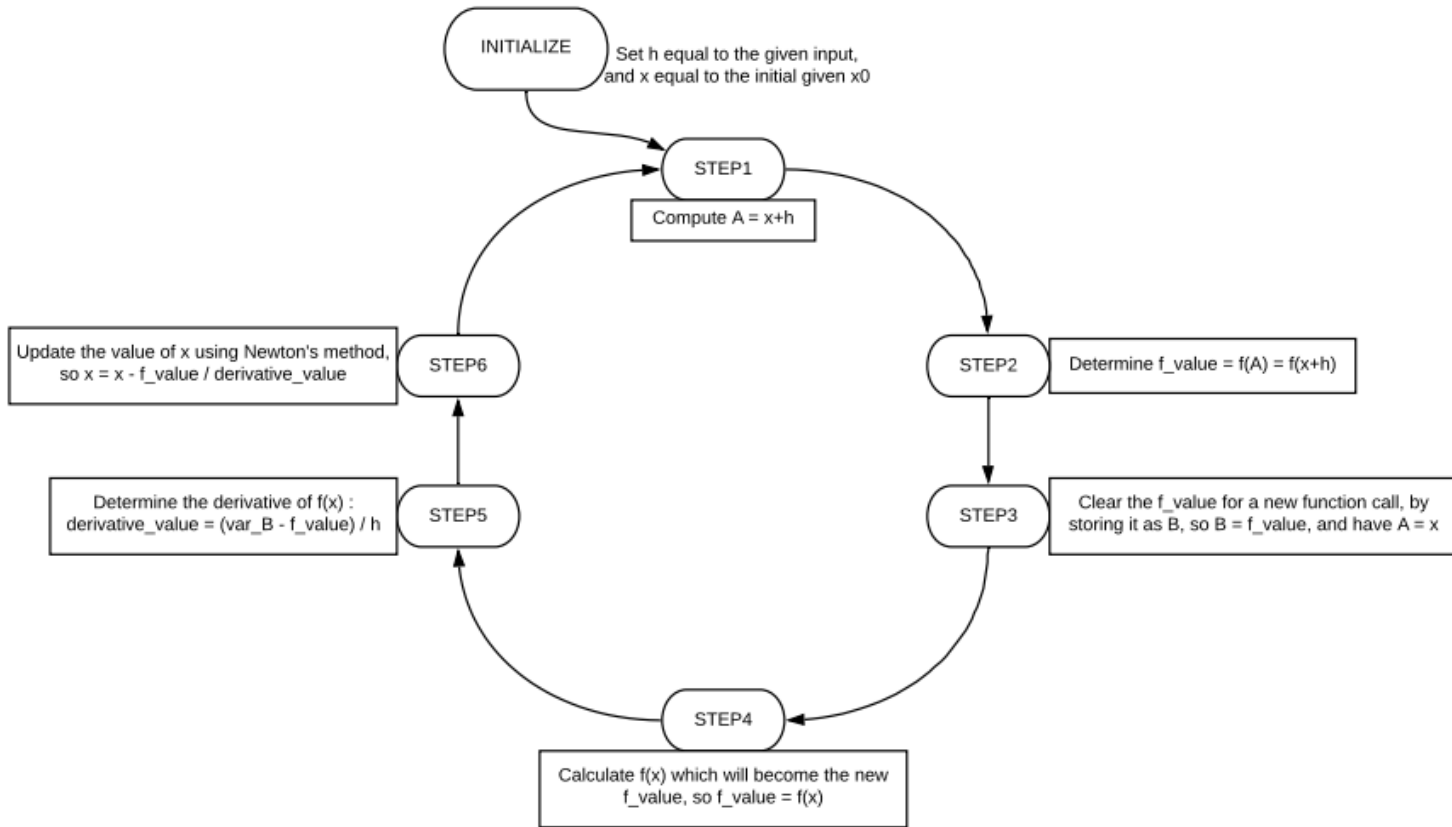 INITIALIZE
Set h equal to the given input,
and x equal to the initial given x0
STEP1
Compute A = x+h
STEP2
Determine f_value = f(A) = f(x+h)
STEP3
Clear the f_value for a new function call, by
storing it as B, so B = f_value, and have A = x
STEP4
Calculate f(x) which will become the new
f_value, so f_value = f(x)
STEP5
Determine the derivative of f(x) :
derivative_value = (var_B - f_value) / h
STEP6
Update the value of x using Newton's method,
so x = x - f_value / derivative_value